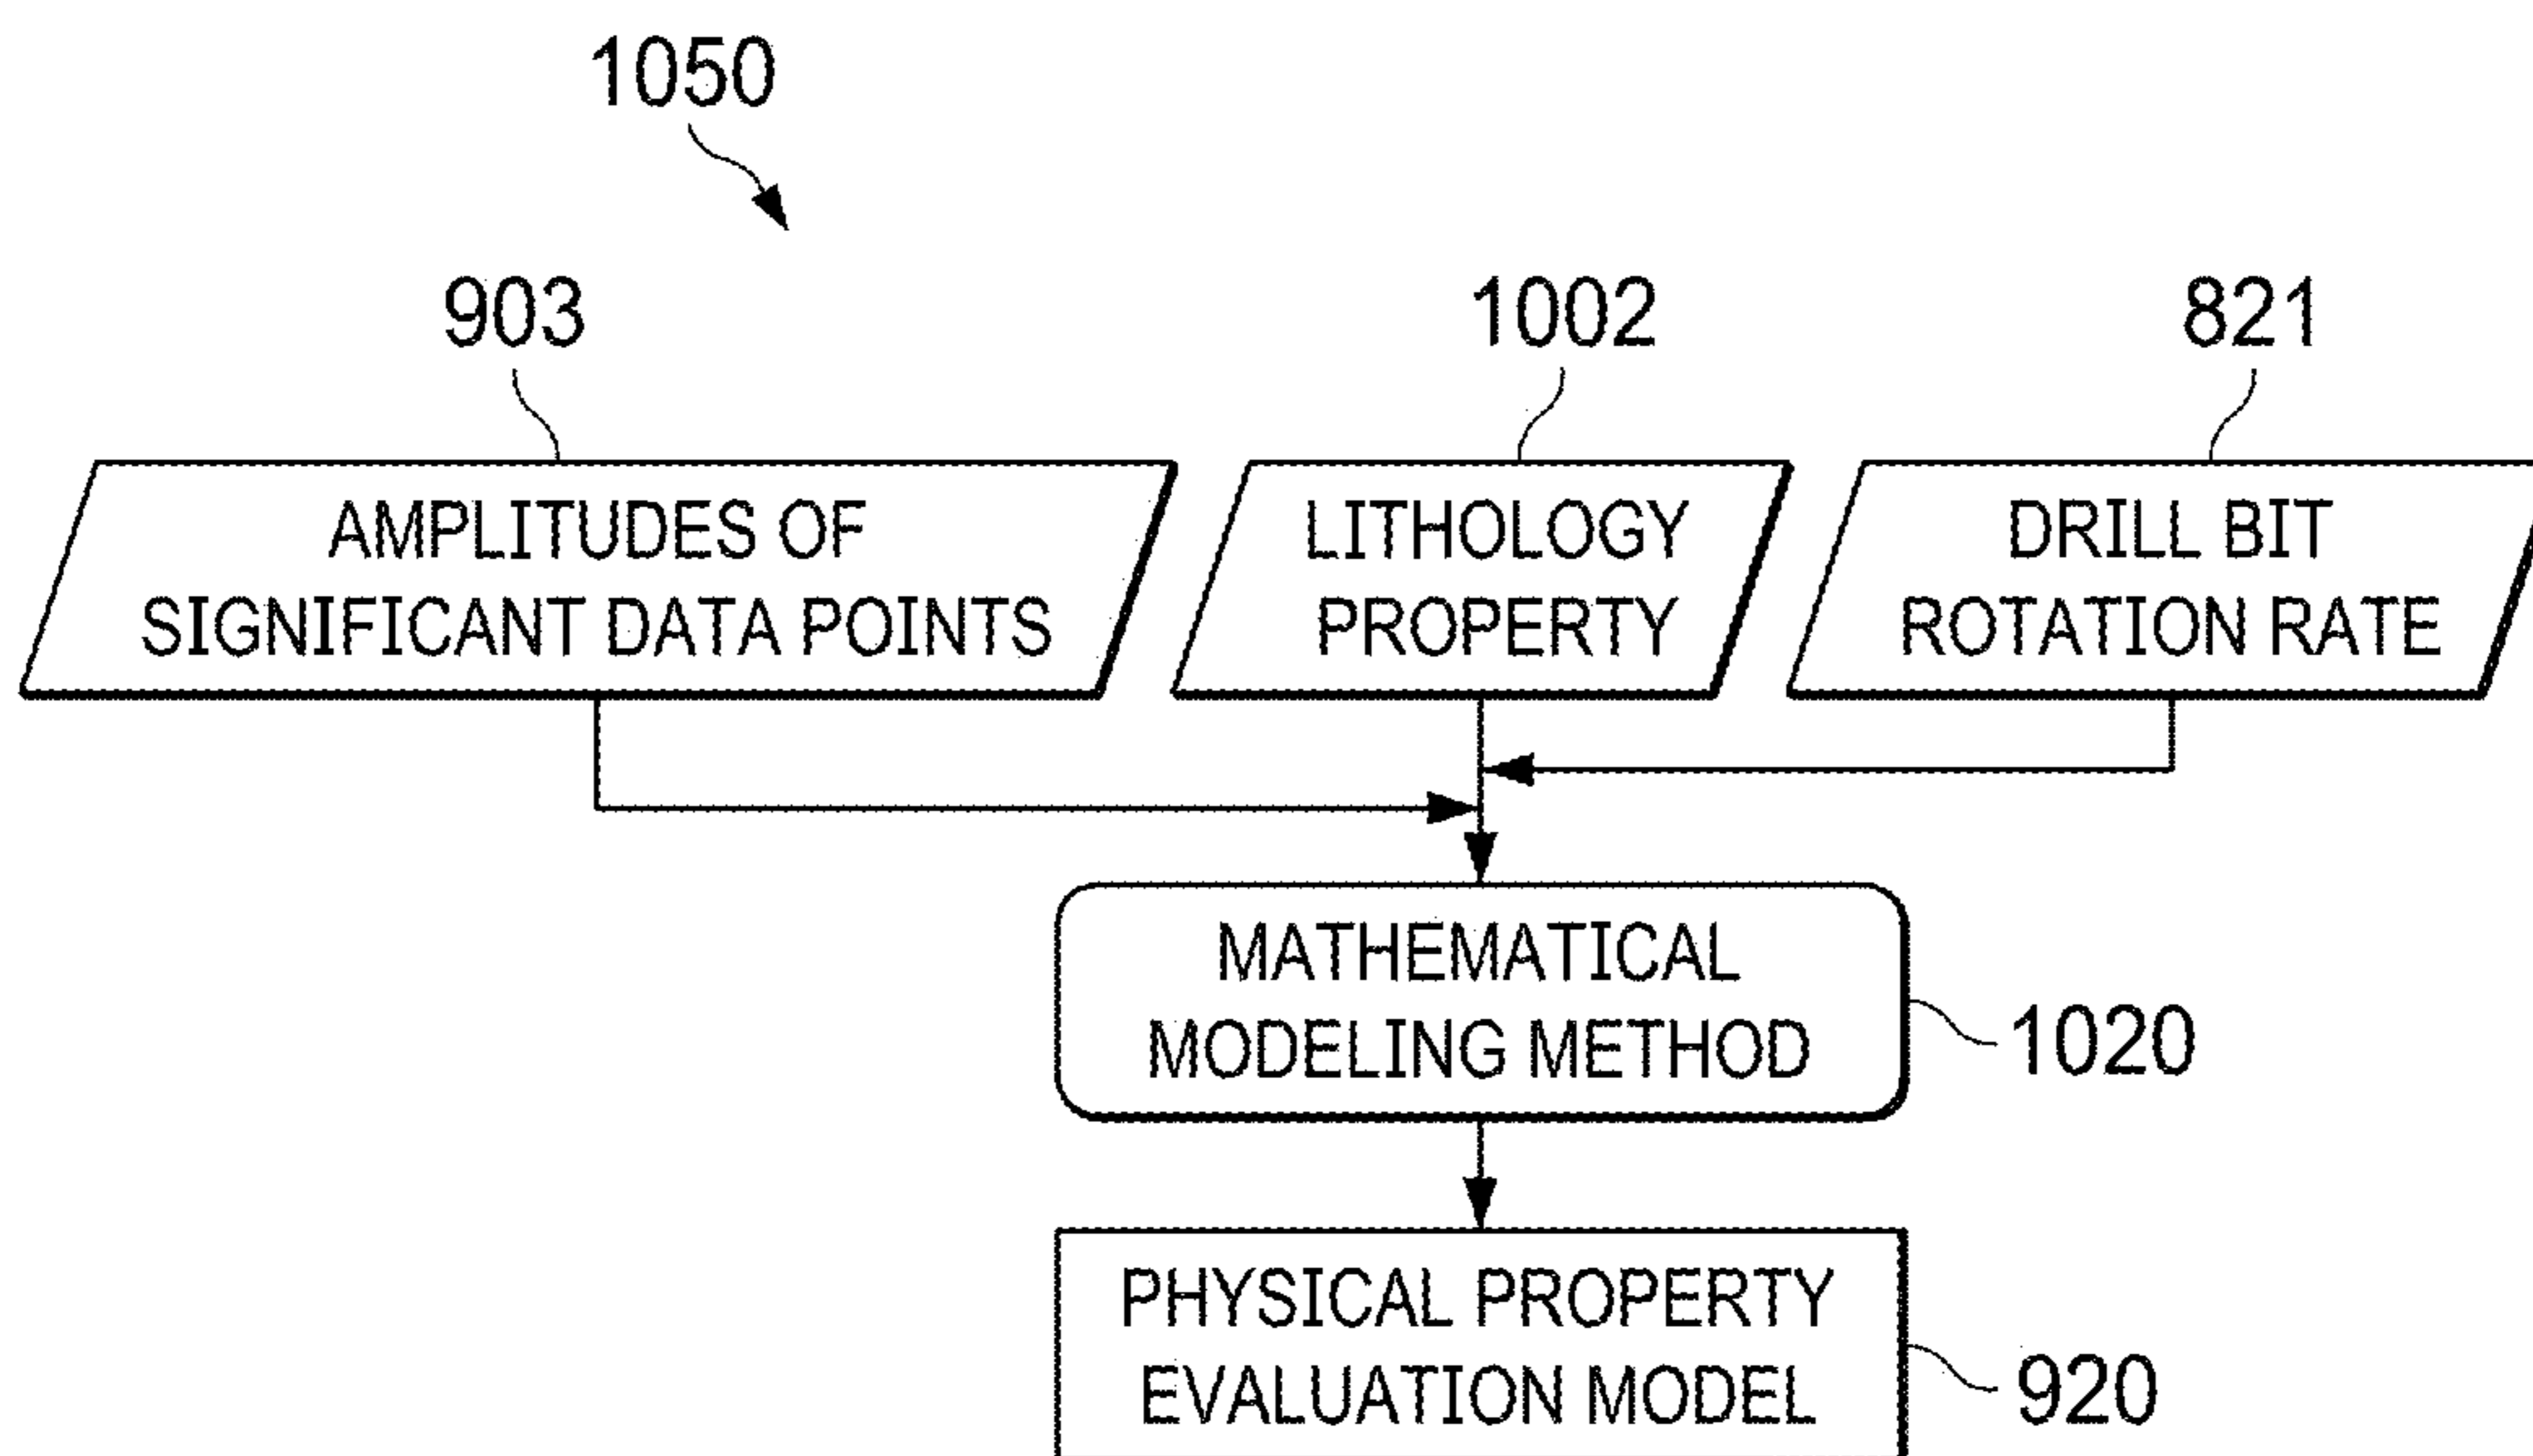 1050
903
1002
821
AMPLITUDES OF
SIGNIFICANT DATA POINTS
LITHOLOGY
PROPERTY
DRILL BIT
ROTATION RATE
MATHEMATICAL
MODELING METHOD
1020
PHYSICAL PROPERTY
EVALUATION MODEL
920